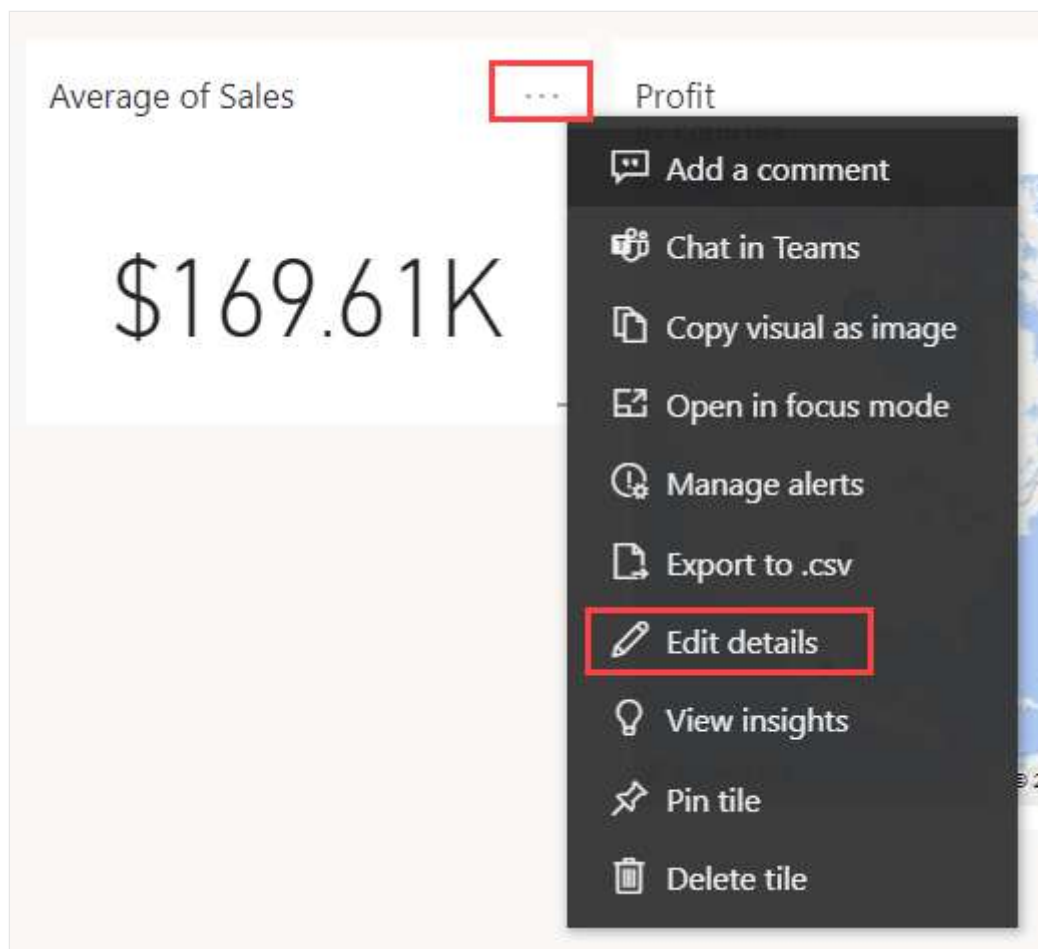 Average of Sales
...
Profit
Add a comment
$169.61K
Chat in Teams
Copy visual as image
Open in focus mode
Manage alerts
Export to .csv
Edit details
View insights
Pin tile
Delete tile